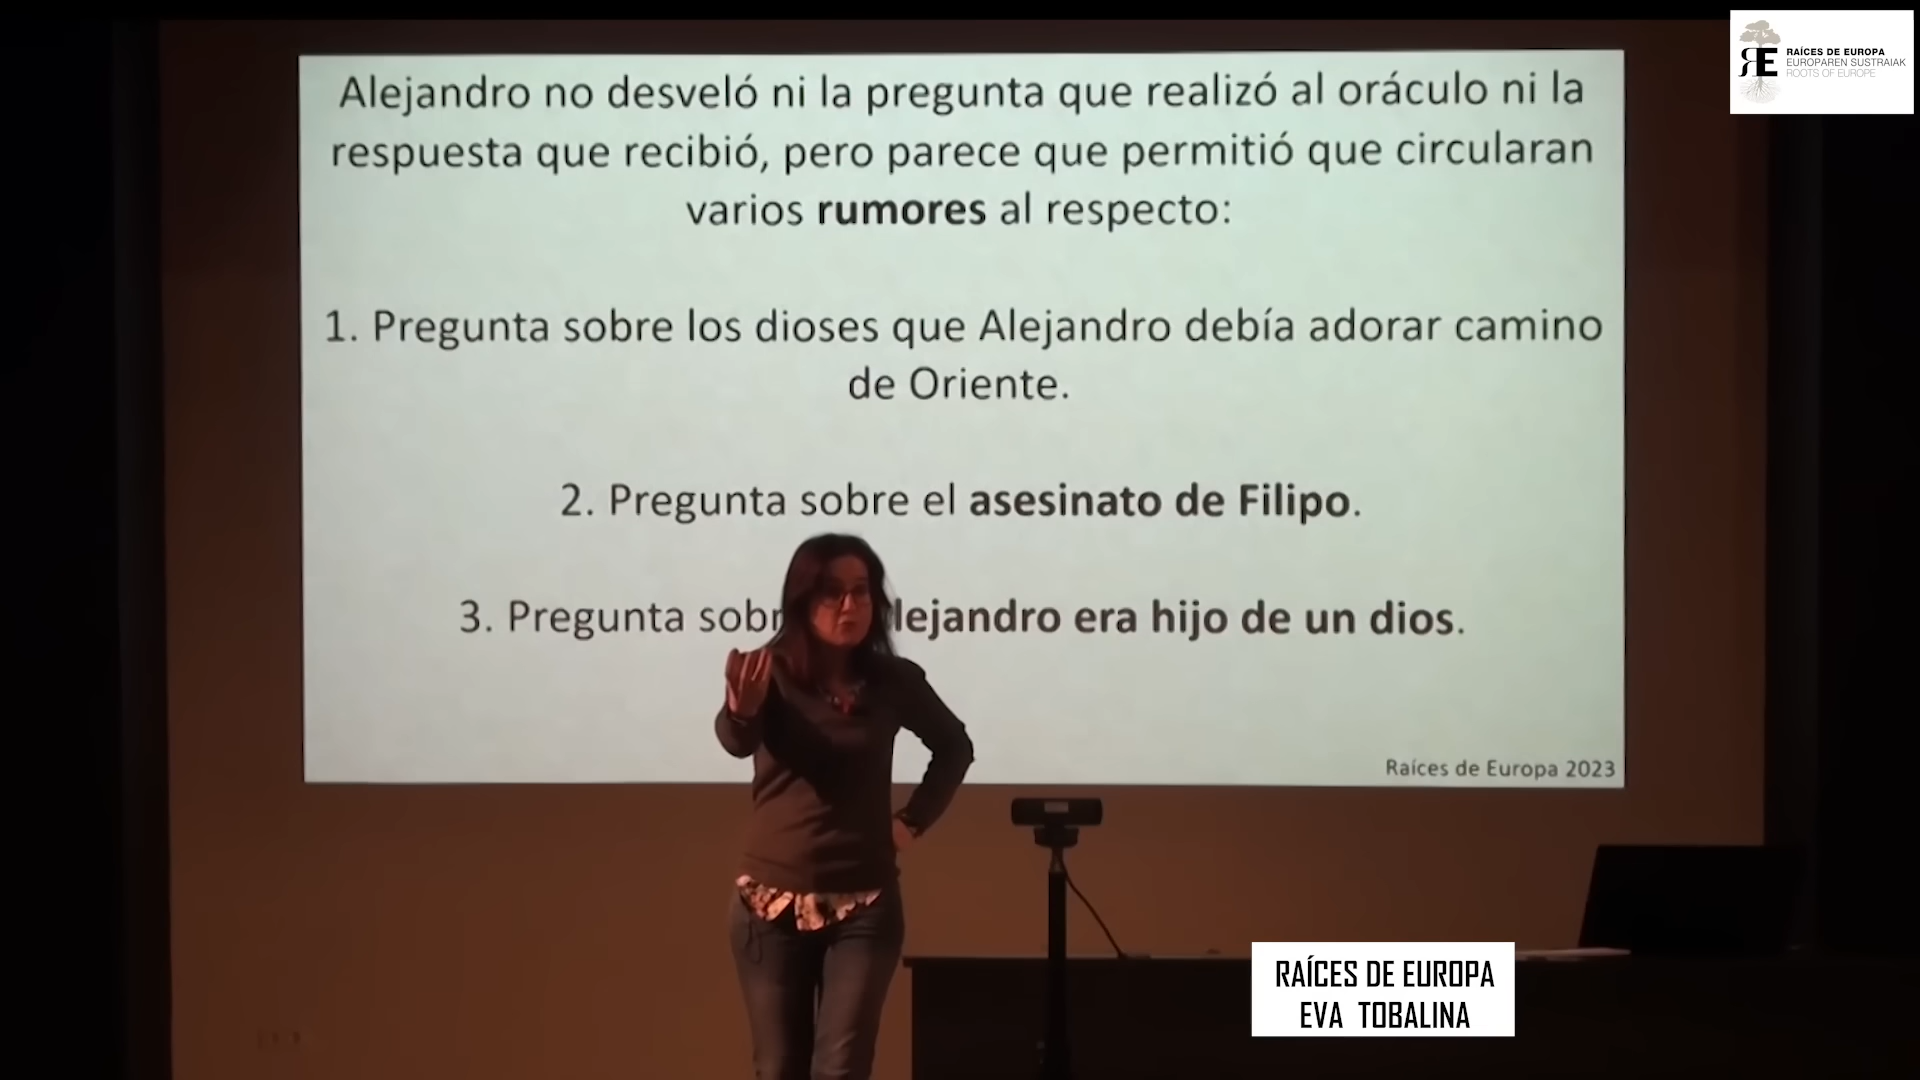 Alejandro no desveló ni la pregunta que realizó al oráculo ni la
respuesta que recibió, pero parece que permitió que circularan
varios rumores al respecto:
1. Pregunta sobre los dioses que Alejandro debía adorar camino
de Oriente.
2. Pregunta sobre el asesinato de Filipo.
3. Pregunta era hijo de un dios.
Raíces de Europa 2023
RE
RAÍCES DE EUROPA
EUROPAREN SUSTRAIAK
ROOTS OF EUROPE
RAÍCES DE EUROPA
EVA TOBALINA